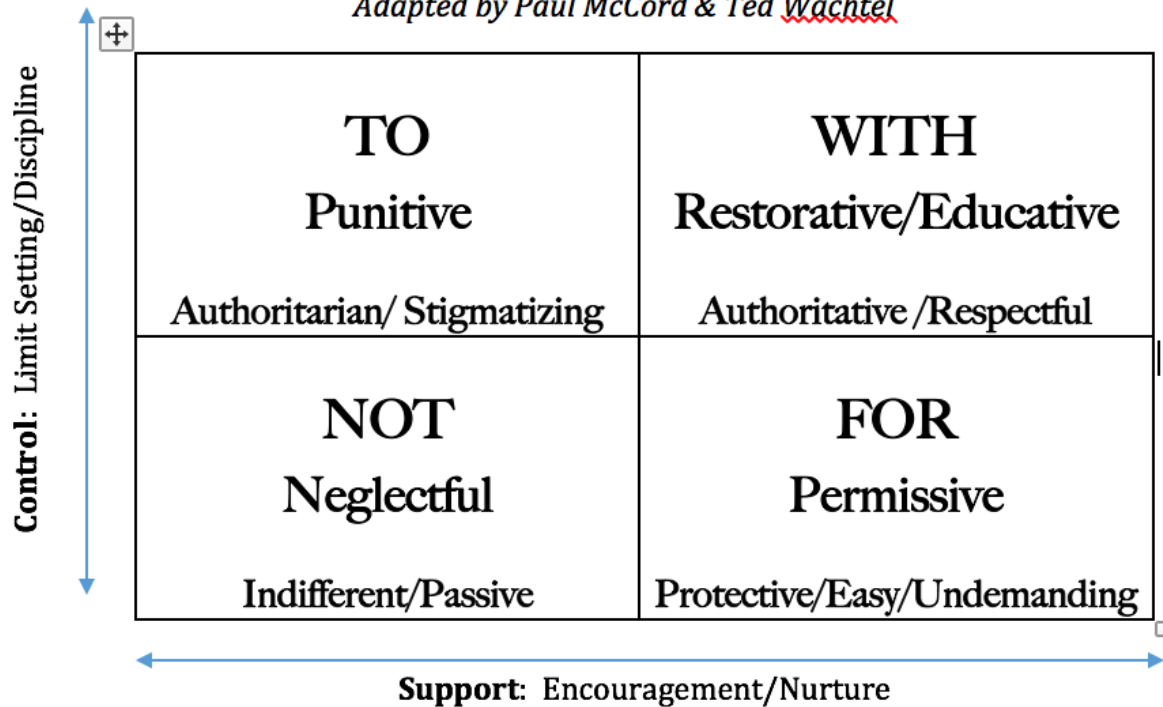 Adapted by Paul McCord & Ted Wachtel
Control: Limit Setting/Discipline
TO
Punitive
Authoritarian/ Stigmatizing
WITH
Restorative/Educative
Authoritative /Respectful
NOT
Neglectful
Indifferent/Passive
FOR
Permissive
Protective/Easy/Undemanding
Support: Encouragement/Nurture